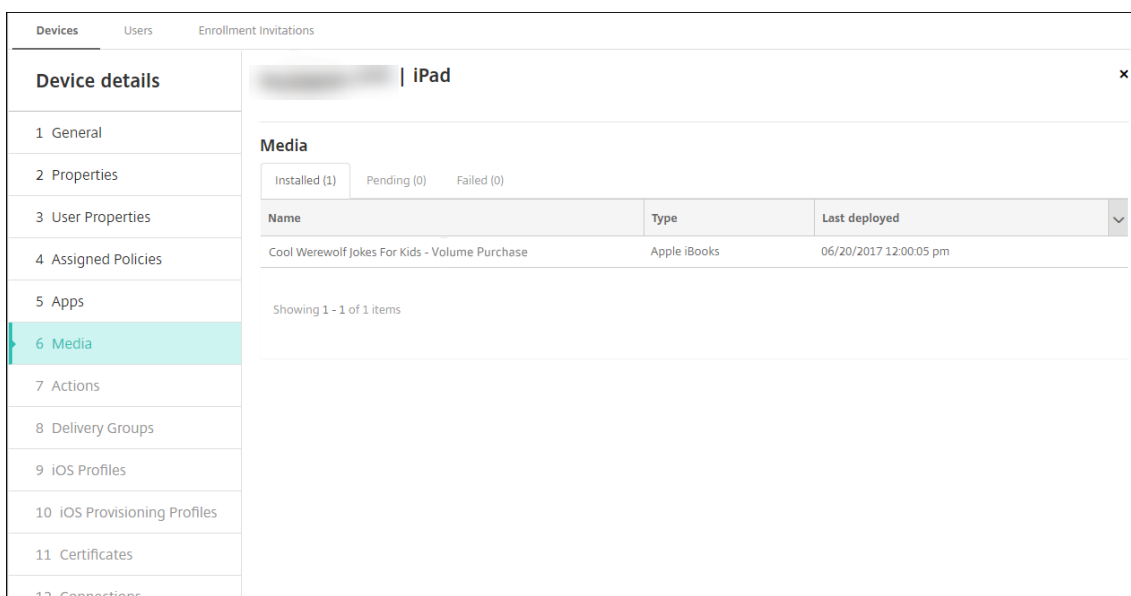 Devices Users Enrollment Invitations
Device details
| iPad
×
1 General
2 Properties
3 User Properties
4 Assigned Policies
5 Apps
6 Media
7 Actions
8 Delivery Groups
9 iOS Profiles
10 iOS Provisioning Profiles
11 Certificates
12 Connections
Media
Installed (1) Pending (0) Failed (0)
Name Type Last deployed
Cool Werewolf Jokes For Kids - Volume Purchase Apple iBooks 06/20/2017 12:00:05 pm
Showing 1 - 1 of 1 items